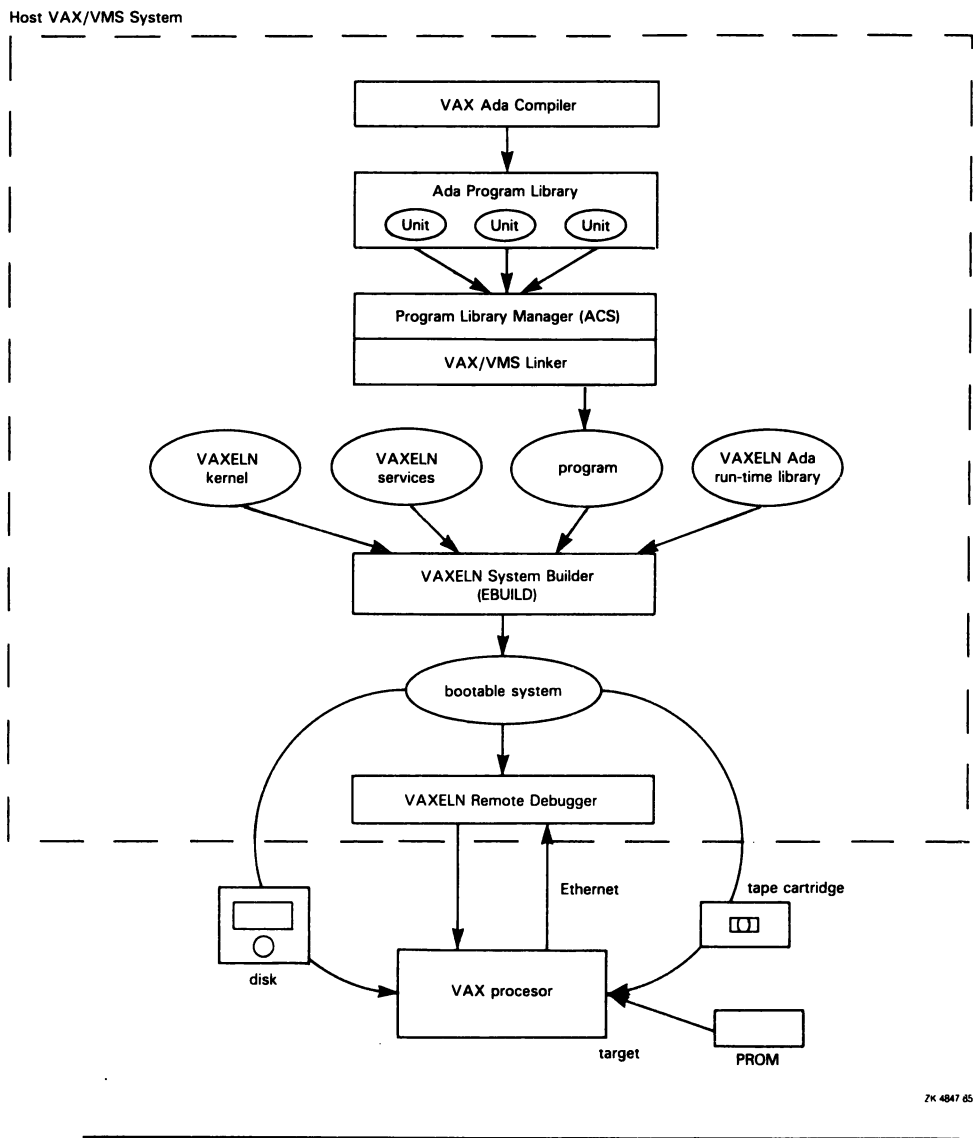 Host VAX/VMS System
VAX Ada Compiler
Ada Program Library
Unit Unit Unit
Program Library Manager (ACS)
VAX/VMS Linker
VAXELN
kernel
VAXELN
services
program
VAXELN Ada
run-time library
VAXELN System Builder
(EBUILD)
bootable system
VAXELN Remote Debugger
Ethernet
tape cartridge
disk
VAX procesor
target
PROM
ZK 4847 85